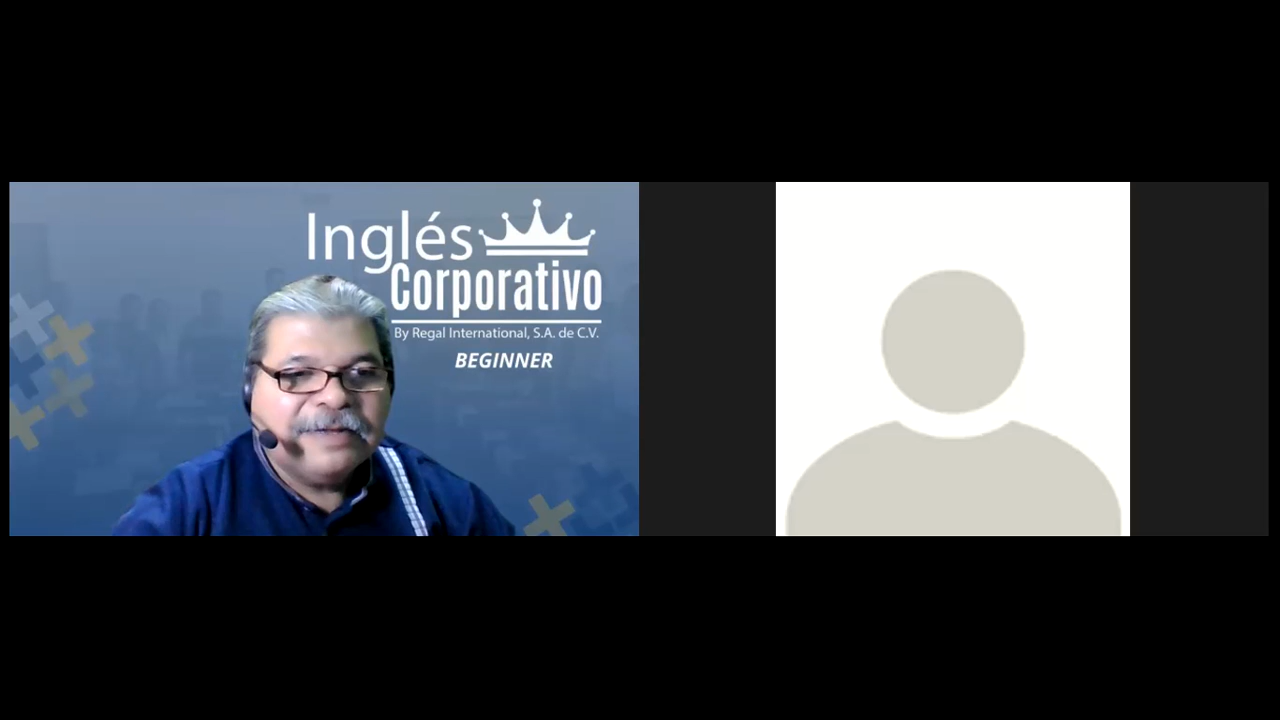 Inglés
Corporativo
By Regal International, S.A. de C.V.
BEGINNER